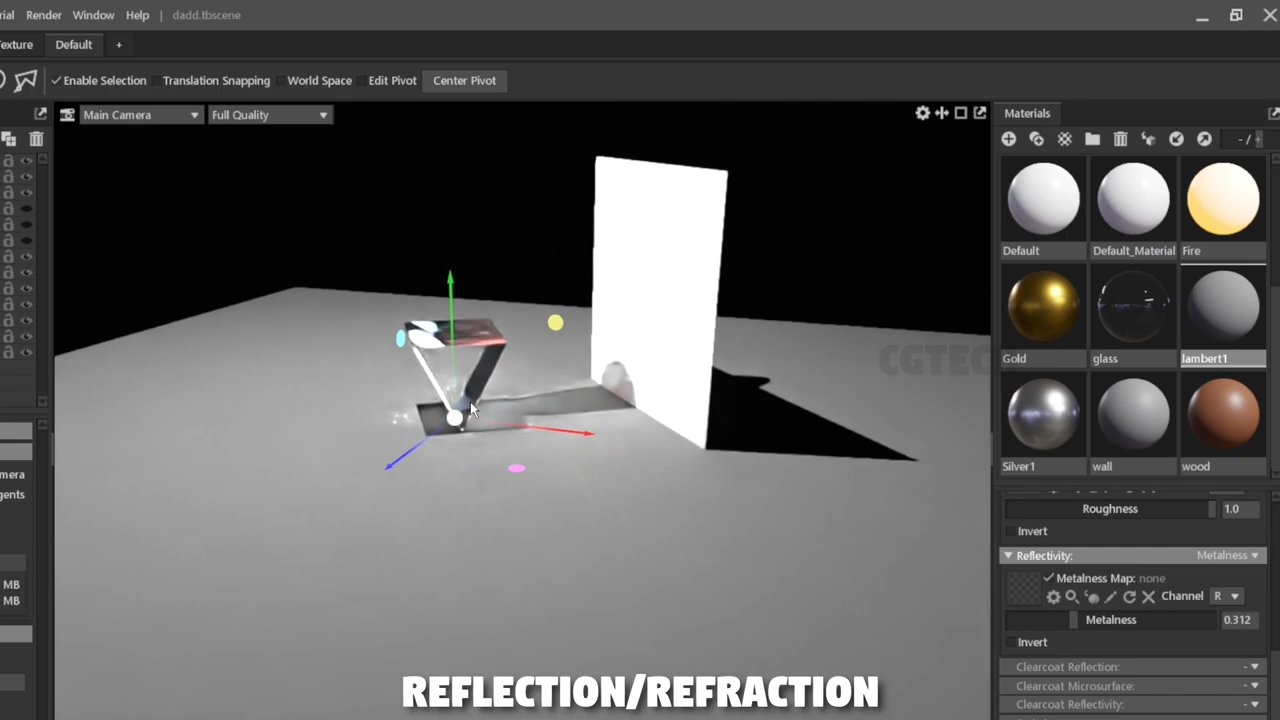 rial Render Window Help | dadd.tbscene
exture Default +
Enable Selection Translation Snapping World Space Edit Pivot Center Pivot
Main Camera Full Quality
Materials
- /
Default Default_Material Fire
Gold glass lambert1
Silver1 wall wood
CGTEC
mera
gents
MB
MB
Roughness 1.0
Invert
Reflectivity: Metalness
Metalness Map: none
Channel R
Metalness 0.312
Invert
Clearcoat Reflection: -
Clearcoat Microsurface: -
Clearcoat Reflectivity: -
REFLECTION/REFRACTION